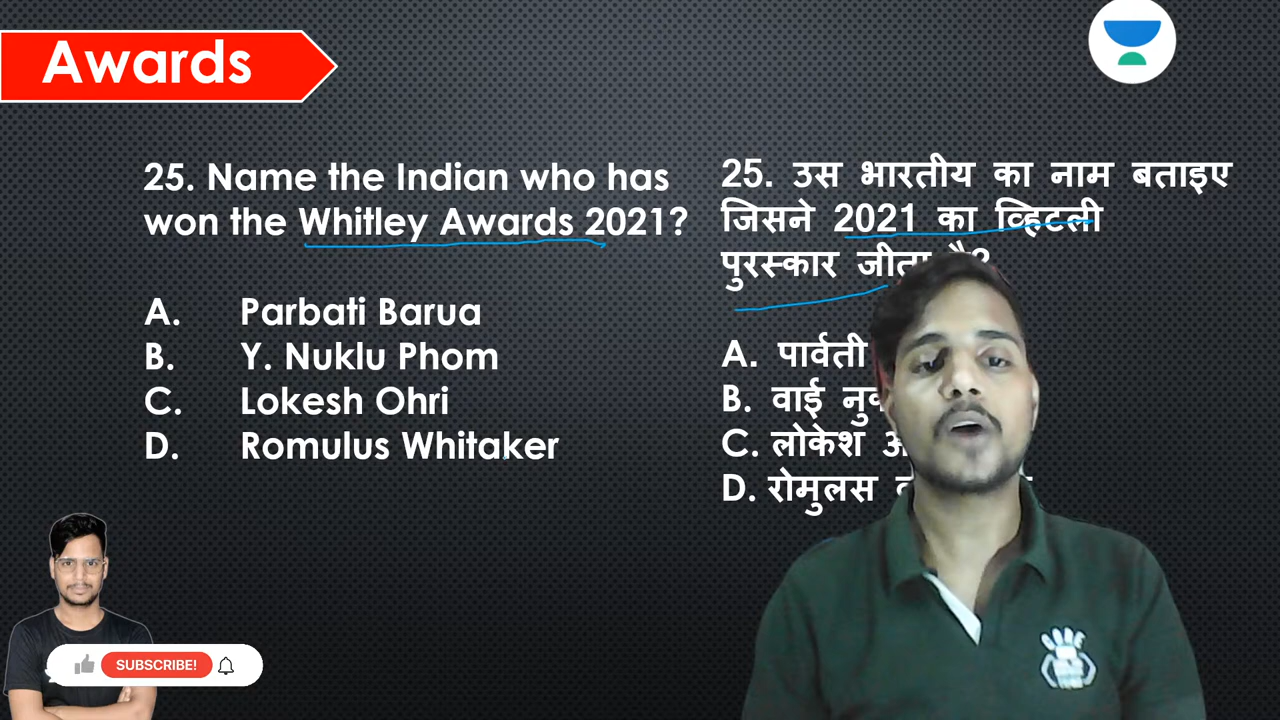 Awards
25. Name the Indian who has
won the Whitley Awards 2021?
A. Parbati Barua
B. Y. Nuklu Phom
C. Lokesh Ohri
D. Romulus Whitaker
25. उस भारतीय का नाम बताइए
जिसने 2021 का व्हिटली
पुरस्कार जीता है?
A. पार्वती
B. वाई
C. लोकेश
D. रोमुलस
SUBSCRIBE!